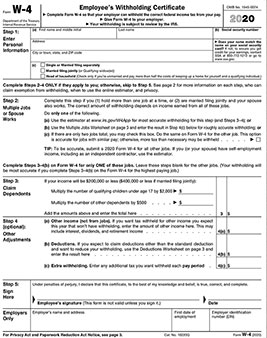 Form W-4
Employee's Withholding Certificate
OMB No. 1545-0074
Department of the Treasury
Internal Revenue Service
▶ Complete Form W-4 so that your employer can withhold the correct federal income tax from your pay.
▶ Give Form W-4 to your employer.
▶ Your withholding is subject to review by the IRS.
2020
Step 1:
Enter
Personal
Information
(a) First name and middle initial
Last name
(b) Social security number
Address
City or town, state, and ZIP code
▶ Does your name match the
name on your social security
card? If not, to ensure you get
credit for your earnings, contact
SSA at 800-772-1213 or go to
www.ssa.gov.
(c)
Single or Married filing separately
Married filing jointly (or Qualifying widow(er))
Head of household (Check only if you're unmarried and pay more than half the costs of keeping up a home for yourself and a qualifying individual.)
Complete Steps 2–4 ONLY if they apply to you; otherwise, skip to Step 5. See page 2 for more information on each step, who can
claim exemption from withholding, when to use the online estimator, and privacy.
Step 2:
Multiple Jobs
or Spouse
Works
Complete this step if you (1) hold more than one job at a time, or (2) are married filing jointly and your spouse
also works. The correct amount of withholding depends on income earned from all of these jobs.
Do only one of the following.
(a) Use the estimator at www.irs.gov/W4App for most accurate withholding for this step (and Steps 3–4); or
(b) Use the Multiple Jobs Worksheet on page 3 and enter the result in Step 4(c) below for roughly accurate withholding; or
(c) If there are only two jobs total, you may check this box. Do the same on Form W-4 for the other job. This option
is accurate for jobs with similar pay; otherwise, more tax than necessary may be withheld
TIP: To be accurate, submit a 2020 Form W-4 for all other jobs. If you (or your spouse) have self-employment
income, including as an independent contractor, use the estimator.
Complete Steps 3–4(b) on Form W-4 for only ONE of these jobs. Leave those steps blank for the other jobs. (Your withholding will
be most accurate if you complete Steps 3–4(b) on the Form W-4 for the highest paying job.)
Step 3:
Claim
Dependents
If your income will be $200,000 or less ($400,000 or less if married filing jointly):
Multiply the number of qualifying children under age 17 by $2,000 ▶ $
Multiply the number of other dependents by $500 ▶ $
Add the amounts above and enter the total here
3 $
Step 4
(optional):
Other
Adjustments
(a) Other income (not from jobs). If you want tax withheld for other income you expect
this year that won't have withholding, enter the amount of other income here. This may
include interest, dividends, and retirement income
4(a) $
(b) Deductions. If you expect to claim deductions other than the standard deduction
and want to reduce your withholding, use the Deductions Worksheet on page 3 and
enter the result here
4(b) $
(c) Extra withholding. Enter any additional tax you want withheld each pay period
4(c) $
Step 5:
Sign
Here
Under penalties of perjury, I declare that this certificate, to the best of my knowledge and belief, is true, correct, and complete.
Employee's signature (This form is not valid unless you sign it.)
Date
Employers
Only
Employer's name and address
First date of
employment
Employer identification
number (EIN)
For Privacy Act and Paperwork Reduction Act Notice, see page 3.
Cat. No. 10220Q
Form W-4 (2020)